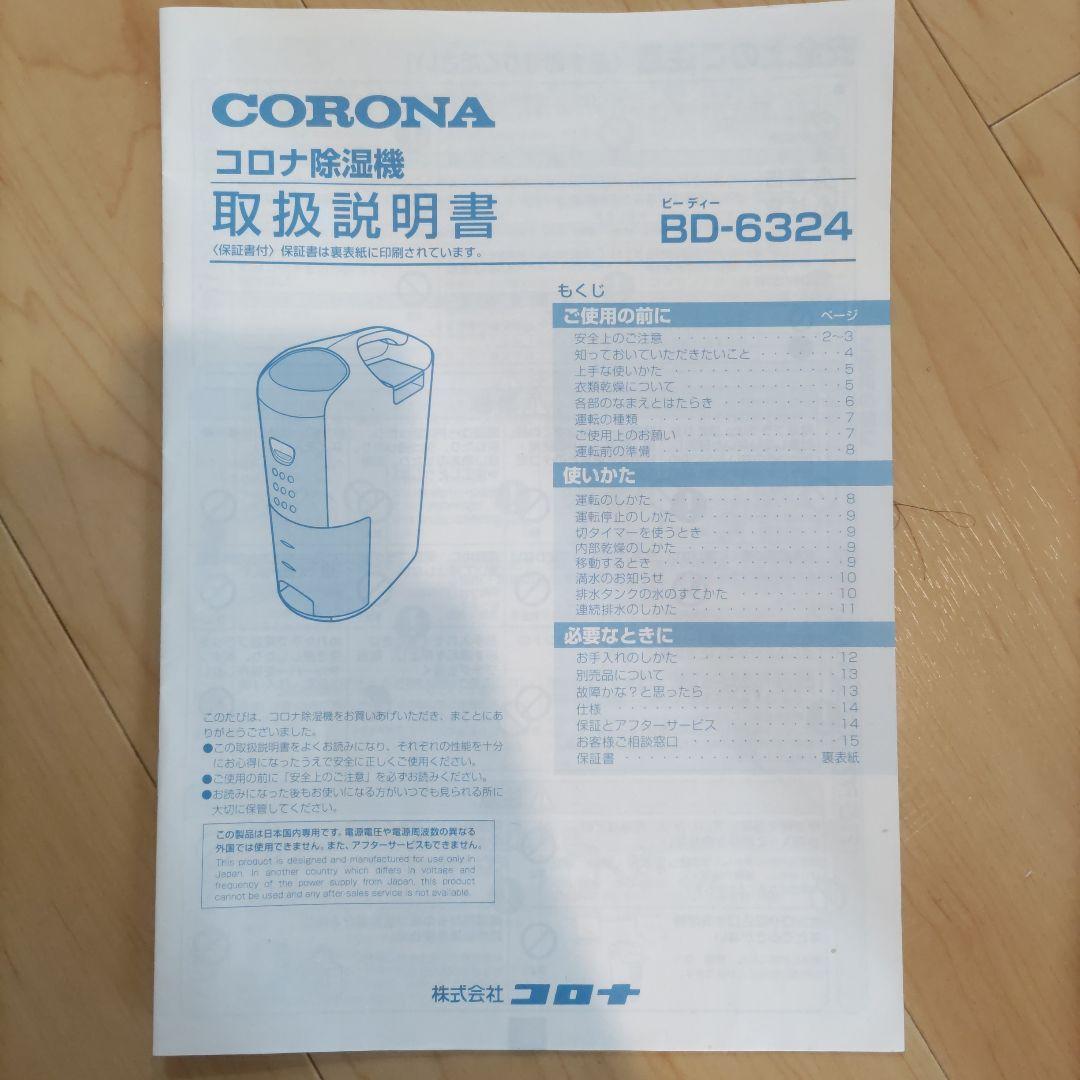 CORONA
コロナ除湿機
取扱説明書
〈保証書付〉保証書は裏表紙に印刷されています。
ビー ディー
BD-6324
もくじ
ご使用の前に ページ
安全上のご注意 ・・・・・・・・・・・・2〜3
知っておいていただきたいこと ・・・・・・・4
上手な使いかた ・・・・・・・・・・・・・・5
衣類乾燥について ・・・・・・・・・・・・・5
各部のなまえとはたらき ・・・・・・・・・・6
運転の種類 ・・・・・・・・・・・・・・・・7
ご使用上のお願い ・・・・・・・・・・・・・7
運転前の準備 ・・・・・・・・・・・・・・・8
使いかた
運転のしかた ・・・・・・・・・・・・・・・8
運転停止のしかた ・・・・・・・・・・・・・9
切タイマーを使うとき ・・・・・・・・・・・9
内部乾燥のしかた ・・・・・・・・・・・・・9
移動するとき ・・・・・・・・・・・・・・・9
満水のお知らせ ・・・・・・・・・・・・・10
排水タンクの水のすてかた ・・・・・・・・10
連続排水のしかた ・・・・・・・・・・・・11
必要なときに
お手入れのしかた ・・・・・・・・・・・・12
別売品について ・・・・・・・・・・・・・13
故障かな?と思ったら ・・・・・・・・・・13
仕様 ・・・・・・・・・・・・・・・・・・14
保証とアフターサービス ・・・・・・・・・14
お客様ご相談窓口 ・・・・・・・・・・・・15
保証書 ・・・・・・・・・・・・・・・裏表紙
このたびは、コロナ除湿機をお買いあげいただき、まことにあ
りがとうございました。
●この取扱説明書をよくお読みになり、それぞれの性能を十分
にお心得になったうえで安全に正しくご使用ください。
●ご使用の前に「安全上のご注意」を必ずお読みください。
●お読みになった後もお使いになる方がいつでも見られる所に
大切に保管してください。
この製品は日本国内専用です。電源電圧や電源周波数の異なる
外国では使用できません。また、アフターサービスもできません。
This product is designed and manufactured for use only in
Japan. In another country which differs in voltage and
frequency of the power supply from Japan, this product
cannot be used and any after-sales service is not available.
株式会社 コロナ